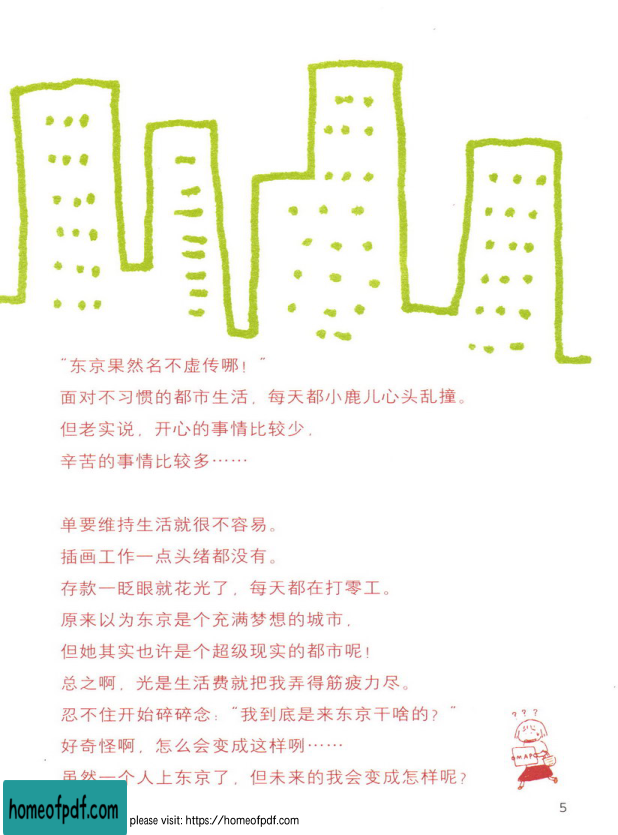 “东京果然名不虚传哪！”
面对不习惯的都市生活，每天都小鹿儿心头乱撞。
但老实说，开心的事情比较少，
辛苦的事情比较多……
单要维持生活就很不容易。
插画工作一点头绪都没有。
存款一眨眼就花光了，每天都在打零工。
原来以为东京是个充满梦想的城市，
但她其实也许是个超级现实的都市呢！
总之啊，光是生活费就把我弄得筋疲力尽。
忍不住开始碎碎念：“我到底是来东京干啥的？”
好奇怪啊，怎么会变成这样咧……
虽然一个人上东京了，但未来的我会变成怎样呢？
? ? ?
MAP
5
homeofpdf.com
please visit: https://homeofpdf.com